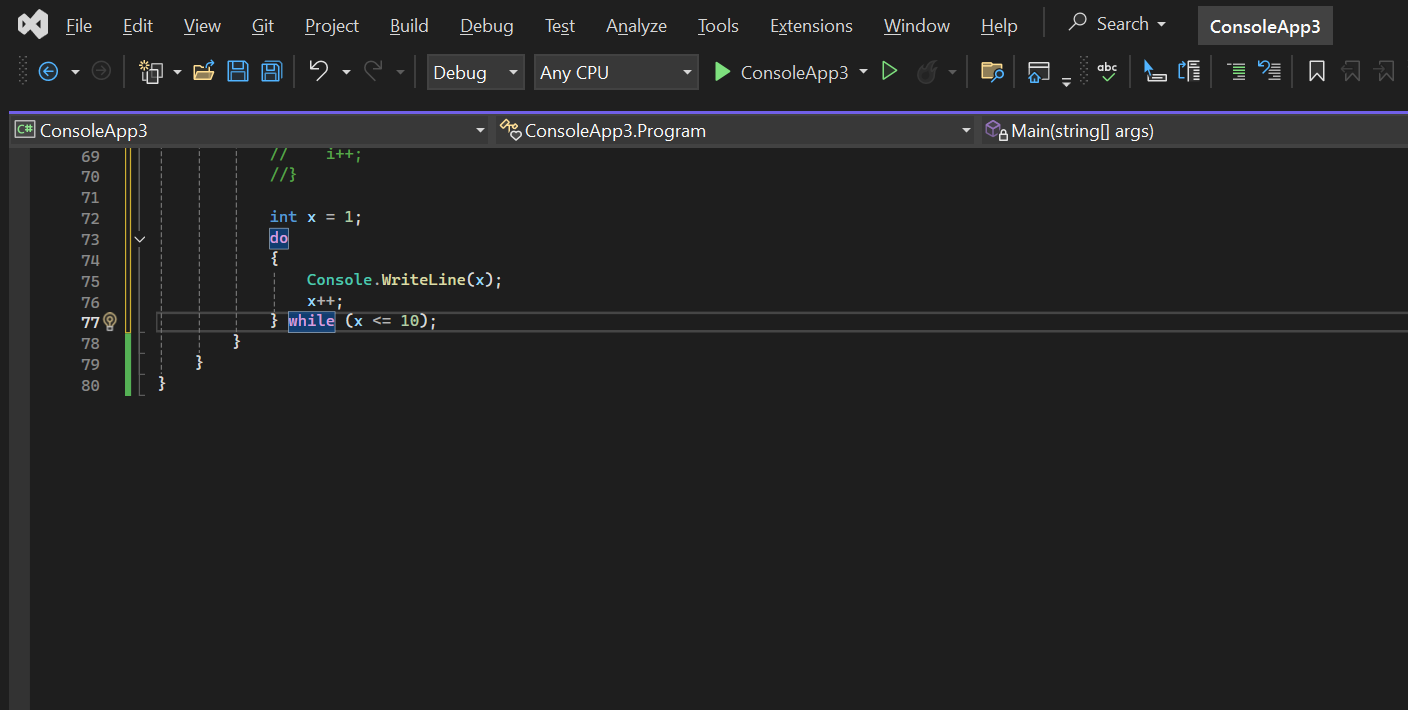 File Edit View Git Project Build Debug Test Analyze Tools Extensions Window Help Search ConsoleApp3
Debug Any CPU ConsoleApp3 abc
C# ConsoleApp3 ConsoleApp3.Program Main(string[] args)
69 //    i++;
70 //}
71
72 int x = 1;
73 do
74 {
75 Console.WriteLine(x);
76 x++;
77 } while (x <= 10);
78 }
79 }
80 }